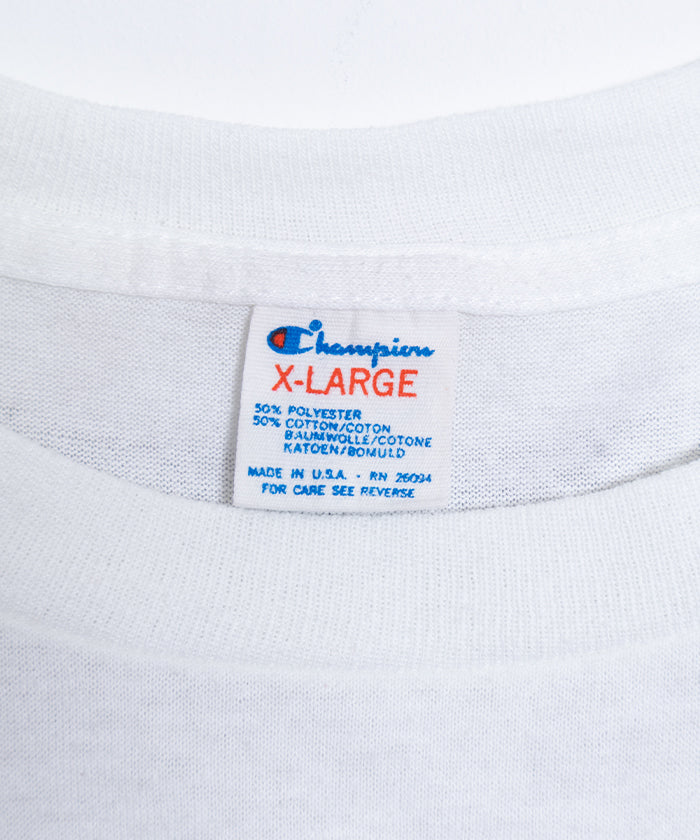 Champion
X-LARGE
50% POLYESTER
50% COTTON/COTON
BAUMWOLLE/COTONE
KATOEN/BOMULD
MADE IN U.S.A. - RN 26094
FOR CARE SEE REVERSE